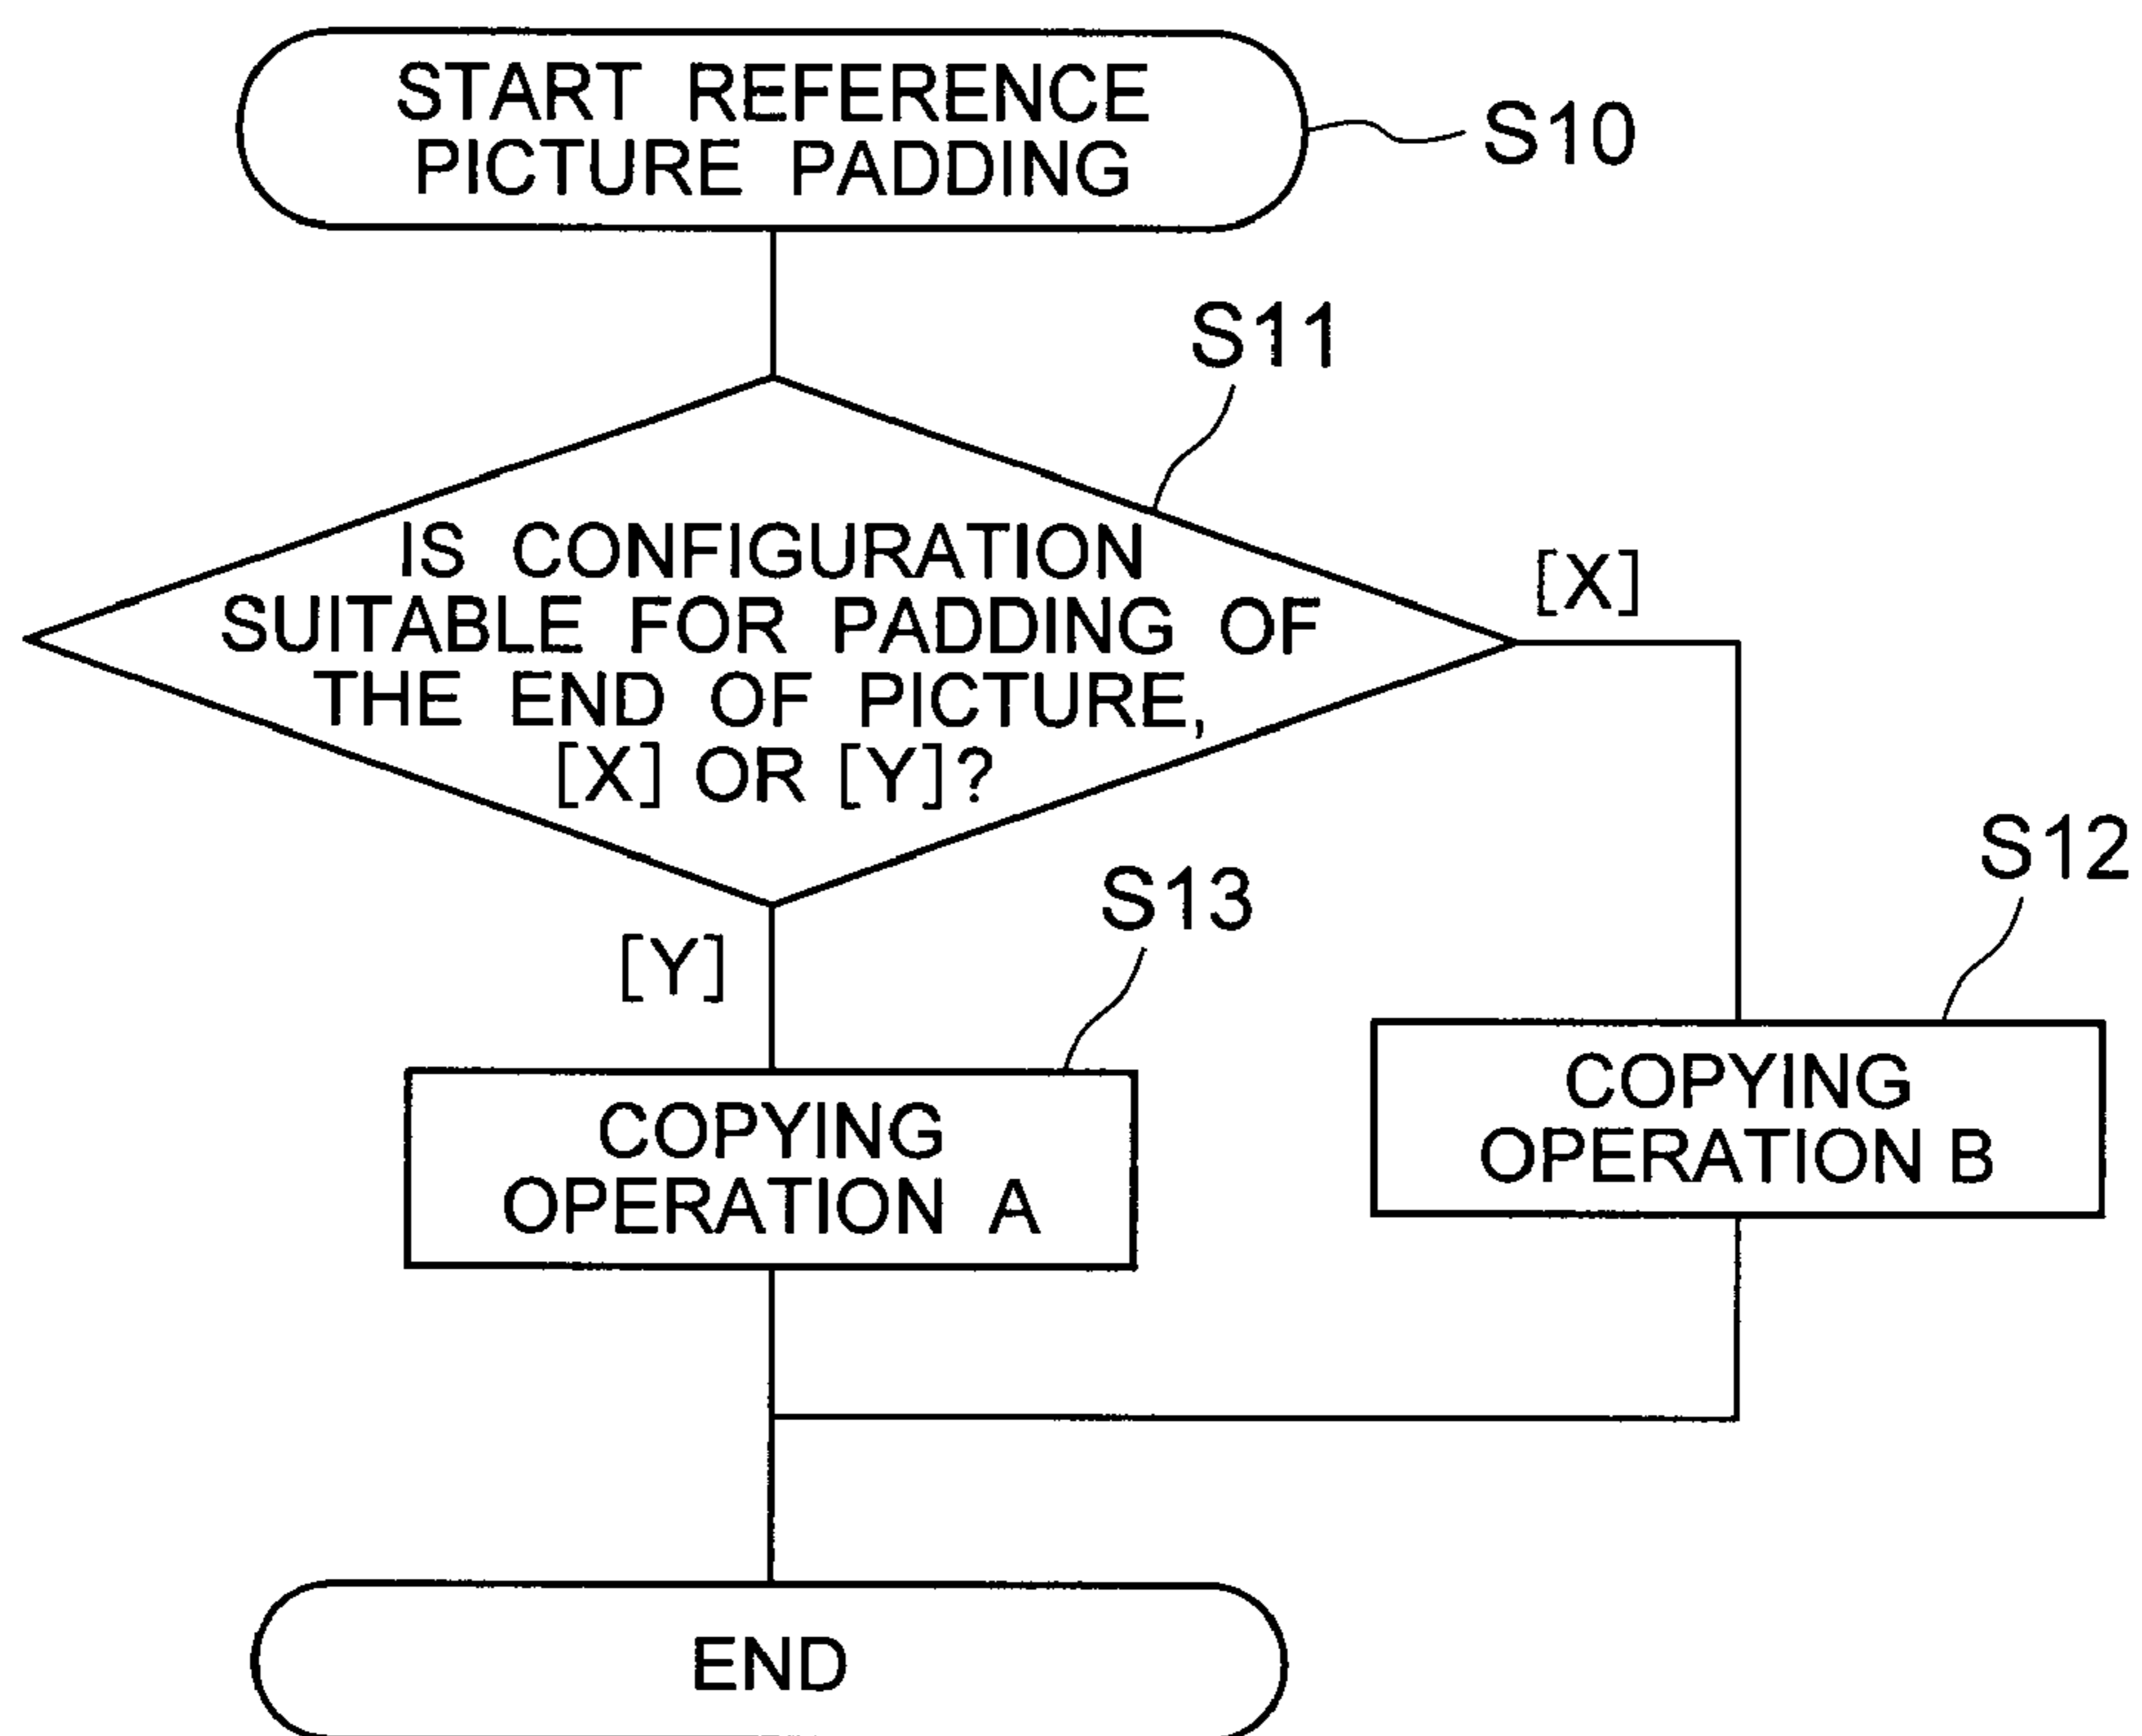 START REFERENCE
PICTURE PADDING
S10
S11
IS CONFIGURATION
SUITABLE FOR PADDING OF
THE END OF PICTURE,
[X] OR [Y]?
[X]
[Y]
S13
S12
COPYING
OPERATION A
COPYING
OPERATION B
END